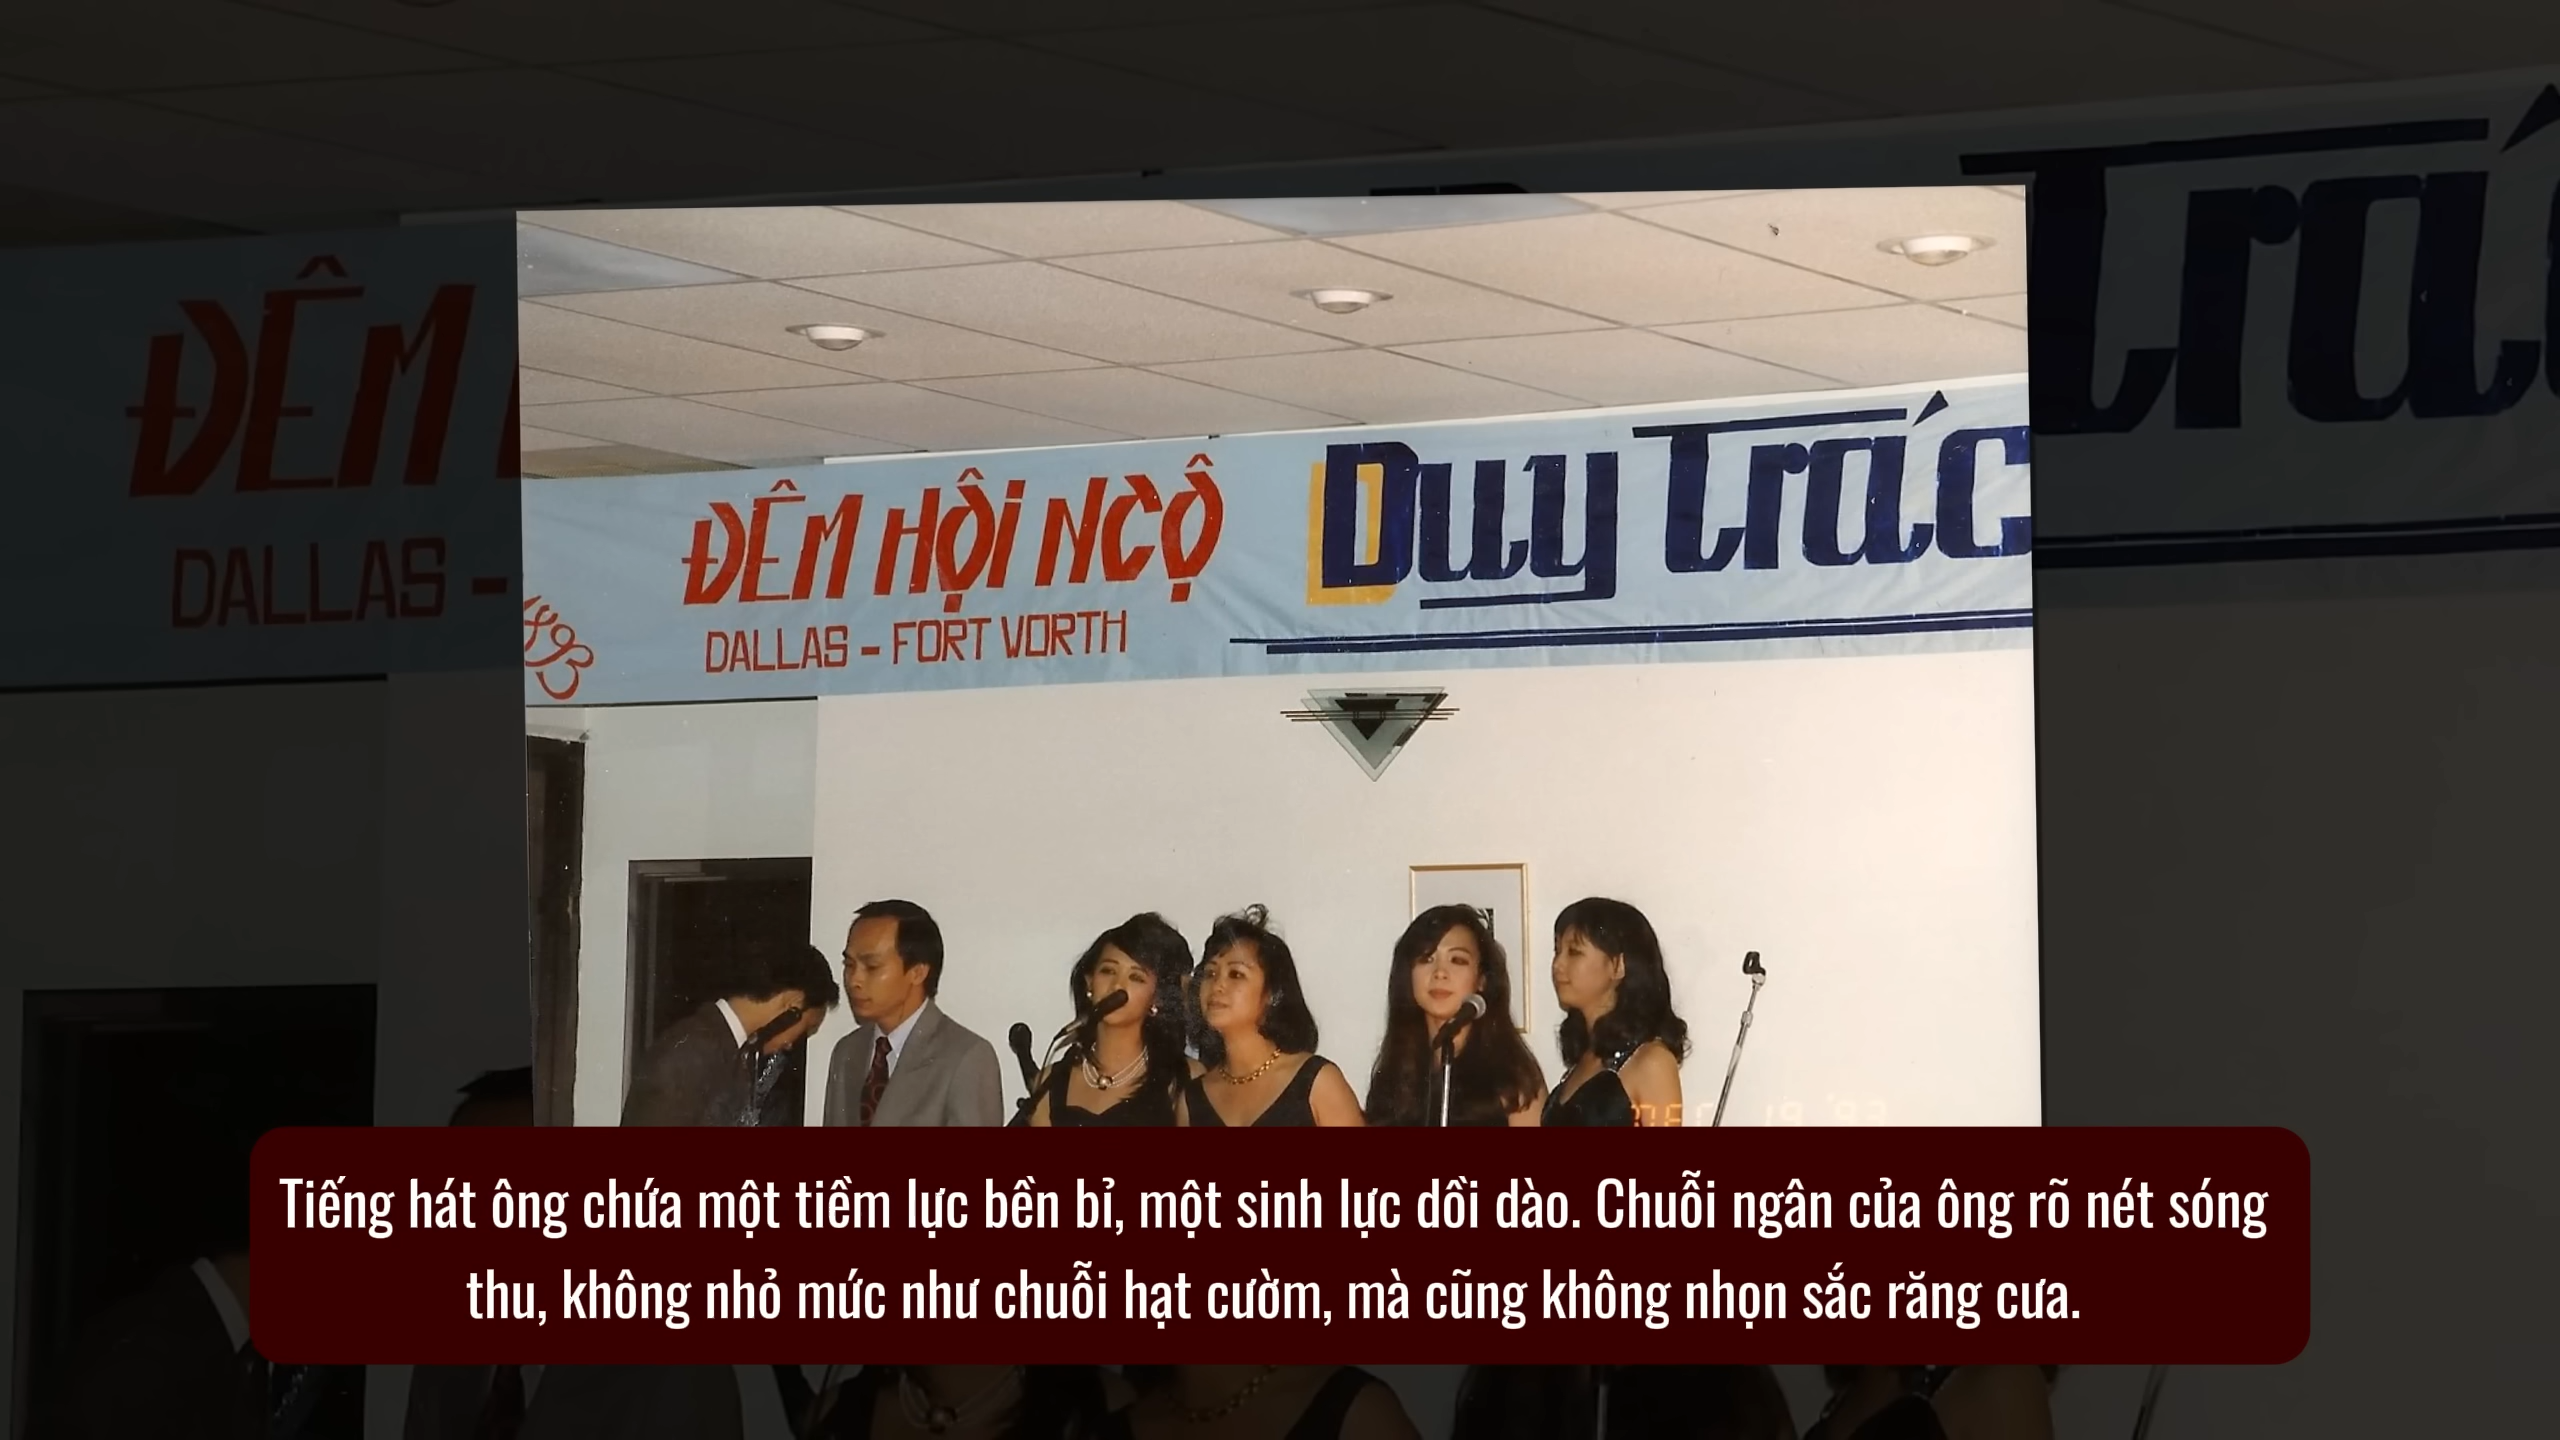 ĐÊM HỘI NGỘ
Duy Trác
DALLAS - FORT WORTH
1993
Tiếng hát ông chứa một tiềm lực bền bỉ, một sinh lực dồi dào. Chuỗi ngân của ông rõ nét sóng
thu, không nhỏ mức như chuỗi hạt cườm, mà cũng không nhọn sắc răng cưa.